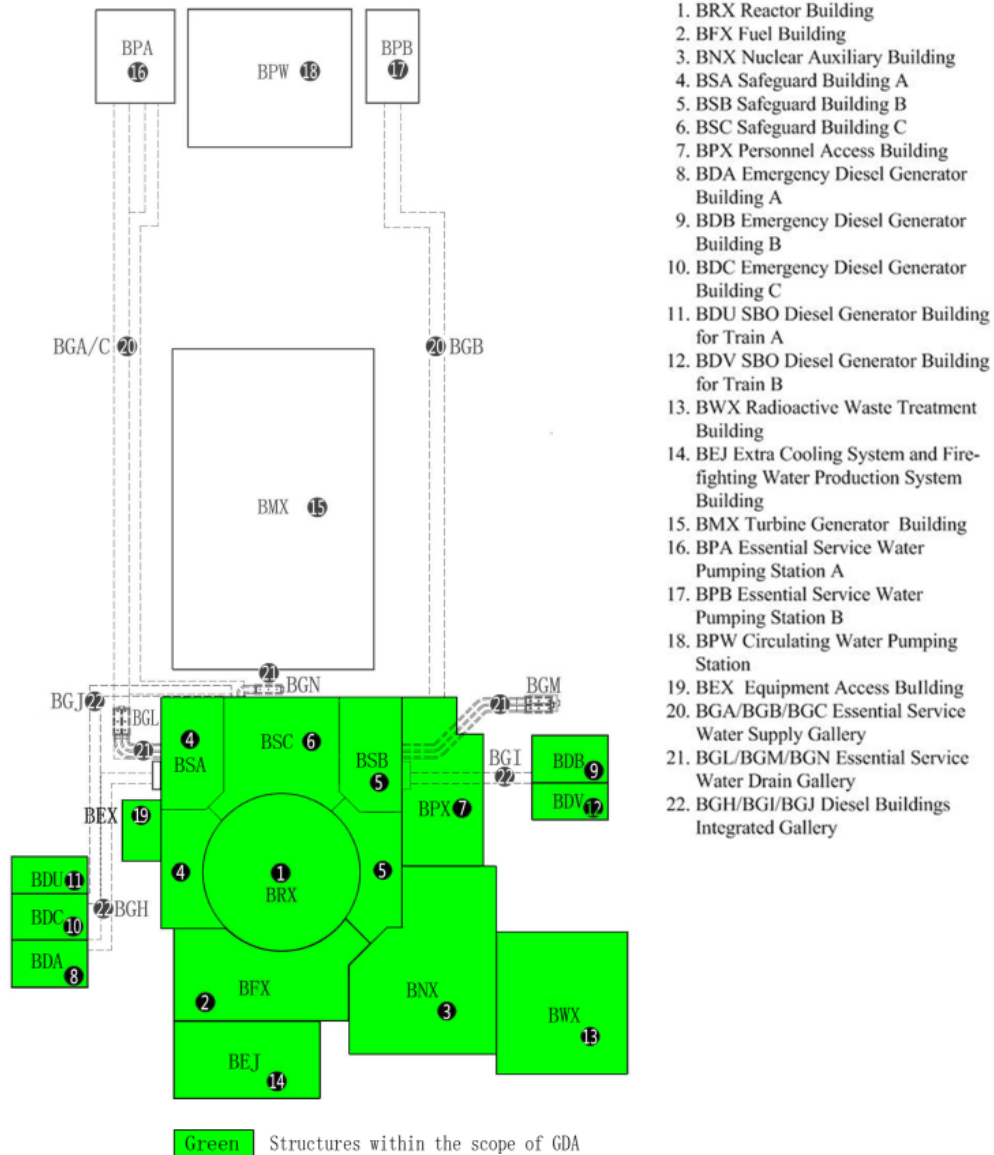 BPA
16
BPW 18
BPB
17
BGA/C 20
20 BGB
BMX 15
21
BGN
BGJ 22
BGL
21
BGM
21
4
BSA
BSC 6
BSB
5
BGI
22
BDB
9
BDV 12
BEX 19
BPX 7
4
1
BRX
5
BDU 11
BDC
10
22 BGH
BDA
8
BFX
2
BNX
3
BWX
13
BEJ
14
Green Structures within the scope of GDA
1. BRX Reactor Building
2. BFX Fuel Building
3. BNX Nuclear Auxiliary Building
4. BSA Safeguard Building A
5. BSB Safeguard Building B
6. BSC Safeguard Building C
7. BPX Personnel Access Building
8. BDA Emergency Diesel Generator
Building A
9. BDB Emergency Diesel Generator
Building B
10. BDC Emergency Diesel Generator
Building C
11. BDU SBO Diesel Generator Building
for Train A
12. BDV SBO Diesel Generator Building
for Train B
13. BWX Radioactive Waste Treatment
Building
14. BEJ Extra Cooling System and Fire-
fighting Water Production System
Building
15. BMX Turbine Generator Building
16. BPA Essential Service Water
Pumping Station A
17. BPB Essential Service Water
Pumping Station B
18. BPW Circulating Water Pumping
Station
19. BEX Equipment Access Building
20. BGA/BGB/BGC Essential Service
Water Supply Gallery
21. BGL/BGM/BGN Essential Service
Water Drain Gallery
22. BGH/BGI/BGJ Diesel Buildings
Integrated Gallery